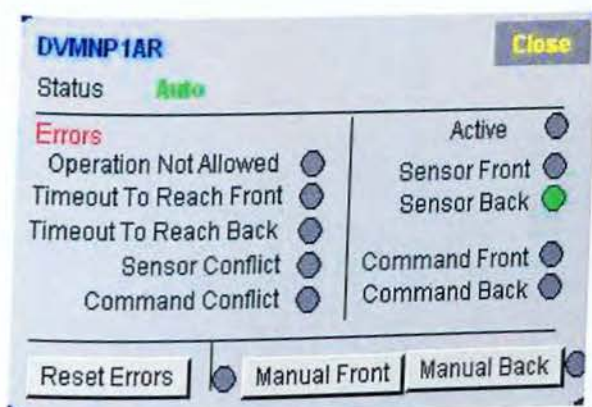 DVMNP1AR
Close
Status Auto
Errors
Operation Not Allowed
Timeout To Reach Front
Timeout To Reach Back
Sensor Conflict
Command Conflict
Active
Sensor Front
Sensor Back
Command Front
Command Back
Reset Errors
Manual Front
Manual Back